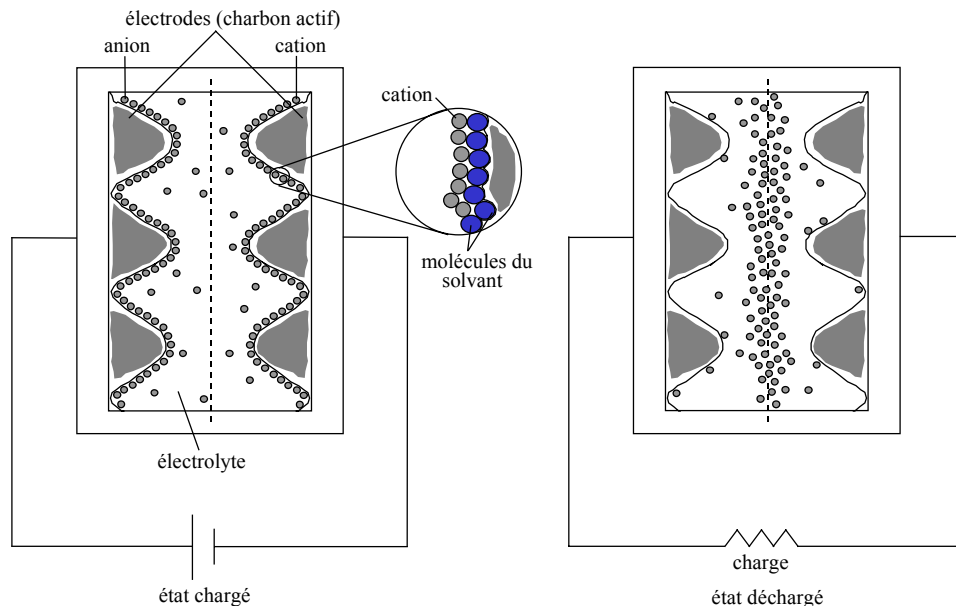 électrodes (charbon actif)
anion
cation
cation
molécules du
solvant
électrolyte
état chargé
charge
état déchargé